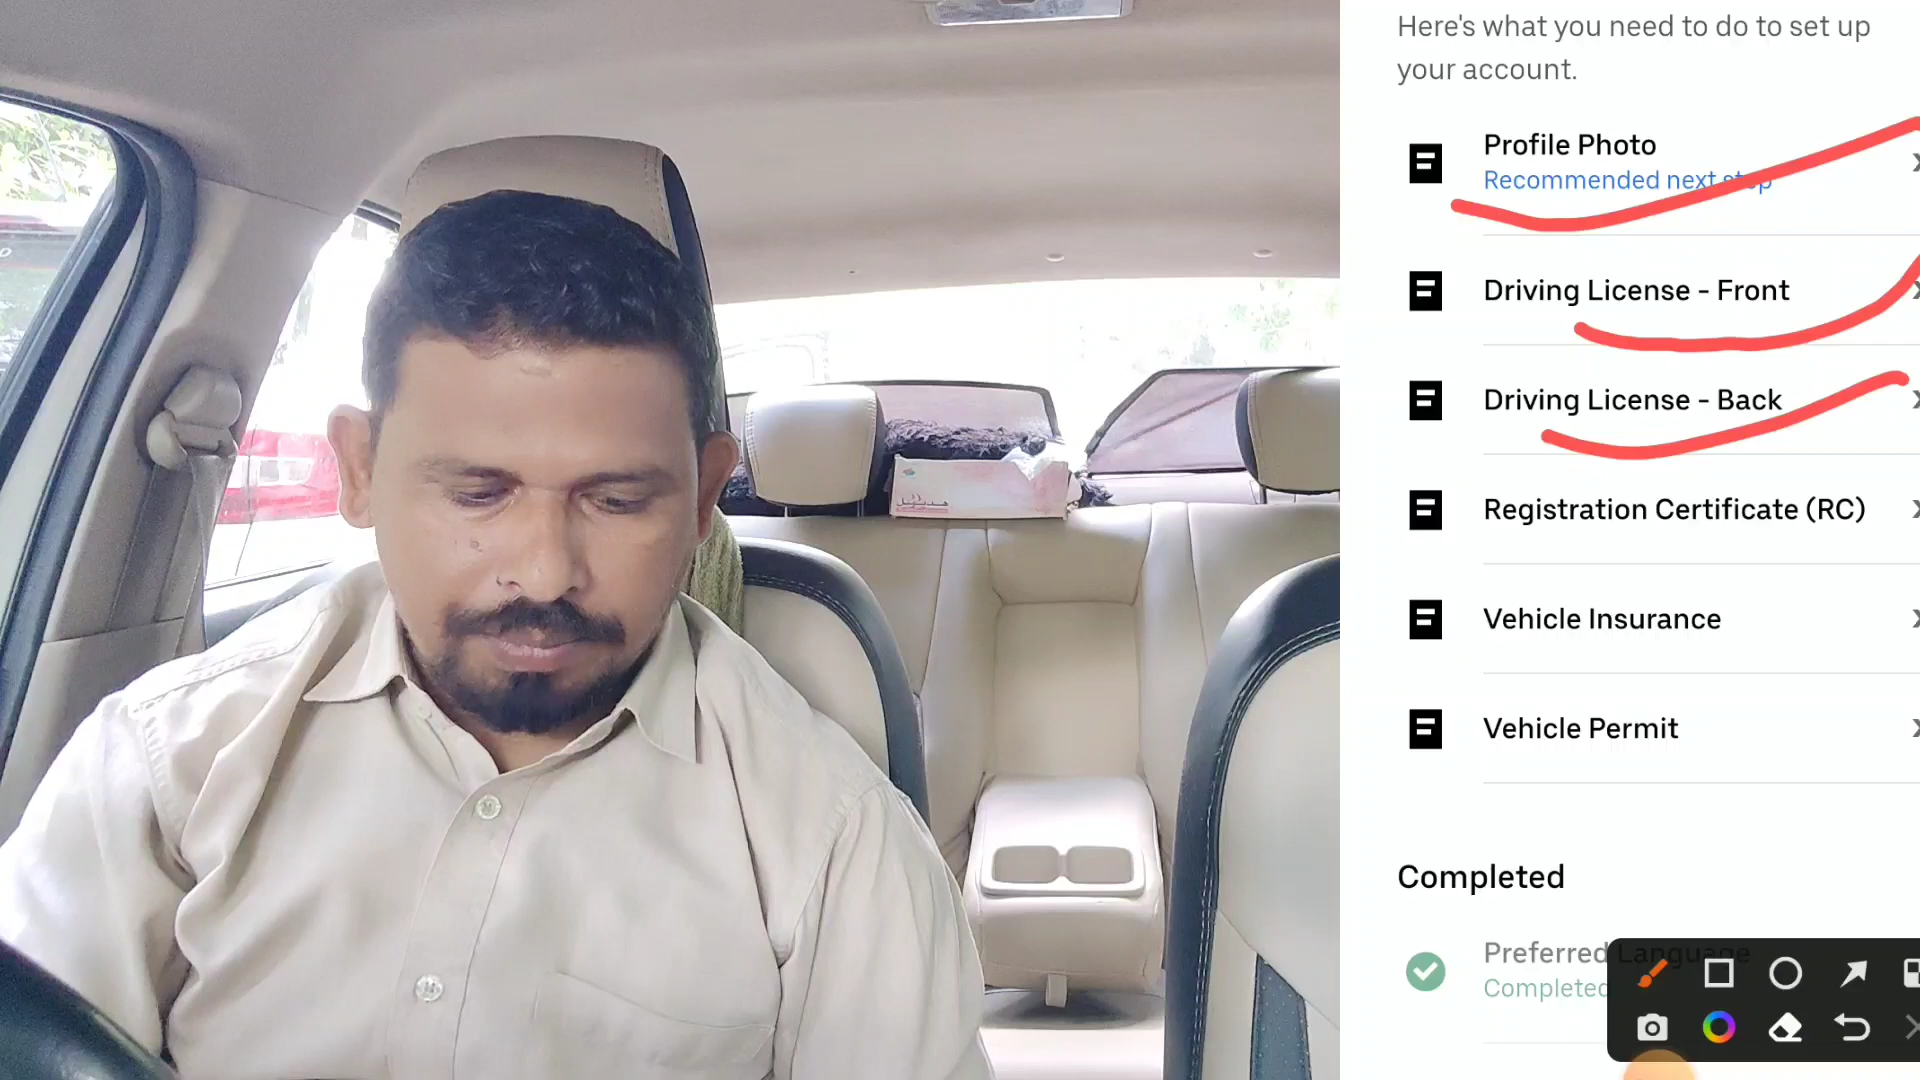 Here's what you need to do to set up
your account.
Profile Photo
Recommended next step
Driving License - Front
Driving License - Back
Registration Certificate (RC)
Vehicle Insurance
Vehicle Permit
Completed
Preferred Language
Completed